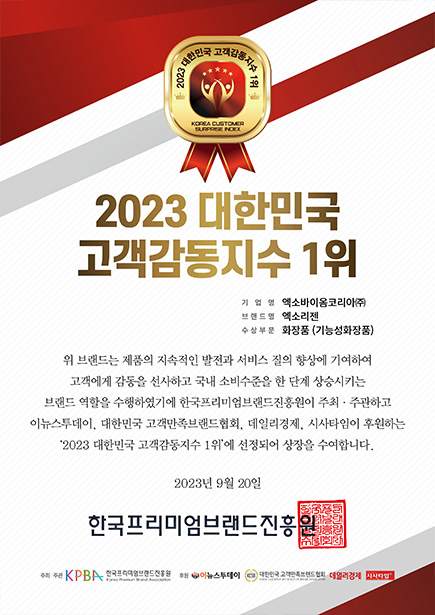 2023 대한민국 고객감동지수 1위
KOREA CUSTOMER
SURPRISE INDEX
2023 대한민국
고객감동지수 1위
기 업 명 엑소바이옴코리아㈜
브랜드명 엑소리젠
수상부문 화장품 (기능성화장품)
위 브랜드는 제품의 지속적인 발전과 서비스 질의 향상에 기여하여
고객에게 감동을 선사하고 국내 소비수준을 한 단계 상승시키는
브랜드 역할을 수행하였기에 한국프리미엄브랜드진흥원이 주최 · 주관하고
이뉴스투데이, 대한민국 고객만족브랜드협회, 데일리경제, 시사타임이 후원하는
‘2023 대한민국 고객감동지수 1위’에 선정되어 상장을 수여합니다.
2023년 9월 20일
한국프리미엄브랜드진흥원
주최 · 주관 KPBA 한국프리미엄브랜드진흥원 후원 이뉴스투데이 대한민국 고객만족브랜드협회 데일리경제 시사타임
Korea Premium Brand Association